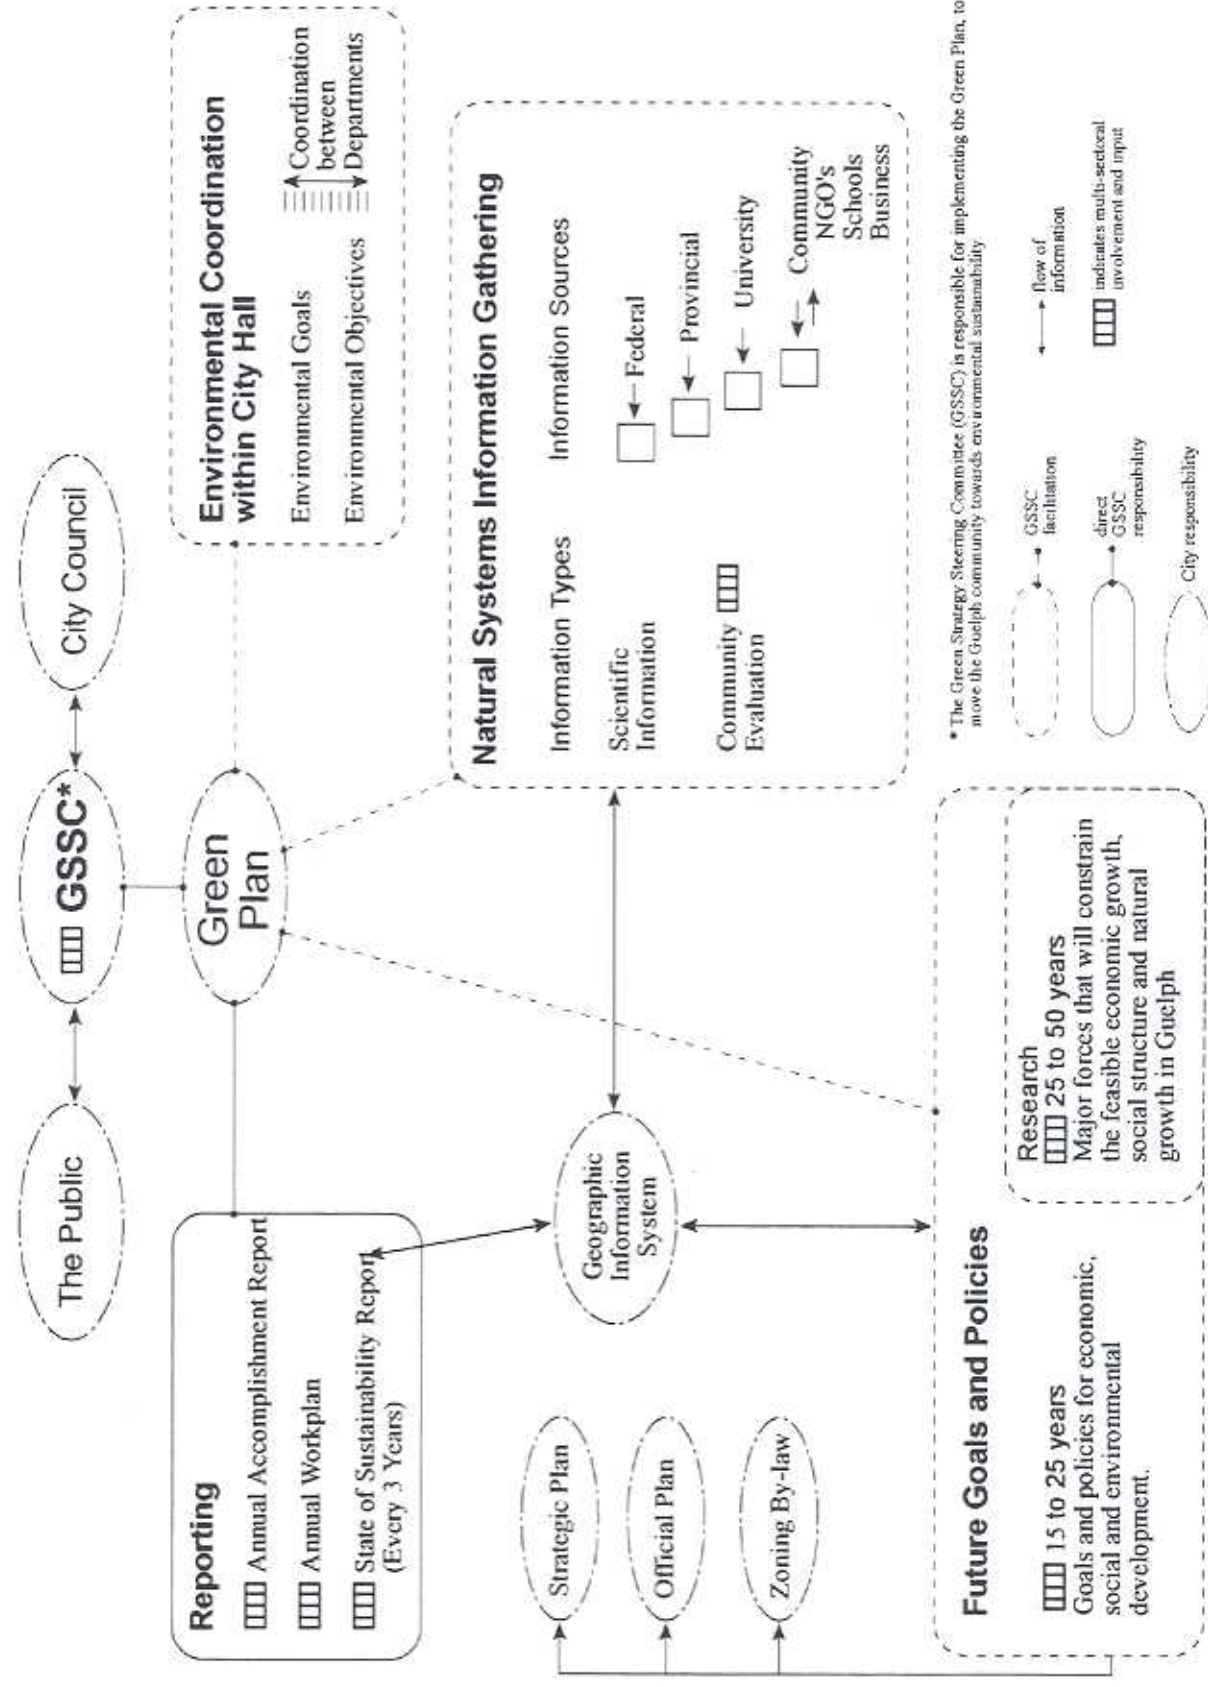 The Public
GSSC*
City Council
Green
Plan
Reporting
Annual Accomplishment Report
Annual Workplan
State of Sustainability Report
(Every 3 Years)
Environmental Coordination
within City Hall
Environmental Goals
Environmental Objectives
Coordination
between
Departments
Natural Systems Information Gathering
Information Types
Information Sources
Scientific
Information
Community
Evaluation
Federal
Provincial
University
Community
NGO's
Schools
Business
Geographic
Information
System
Strategic Plan
Official Plan
Zoning By-law
Future Goals and Policies
15 to 25 years
Goals and policies for economic,
social and environmental
development.
Research
25 to 50 years
Major forces that will constrain
the feasible economic growth,
social structure and natural
growth in Guelph
* The Green Strategy Steering Committee (GSSC) is responsible for implementing the Green Plan, to
move the Guelph community towards environmental sustainability
GSSC
facilitation
flow of
information
direct
GSSC
responsibility
indicates multi-sectoral
involvement and input
City responsibility